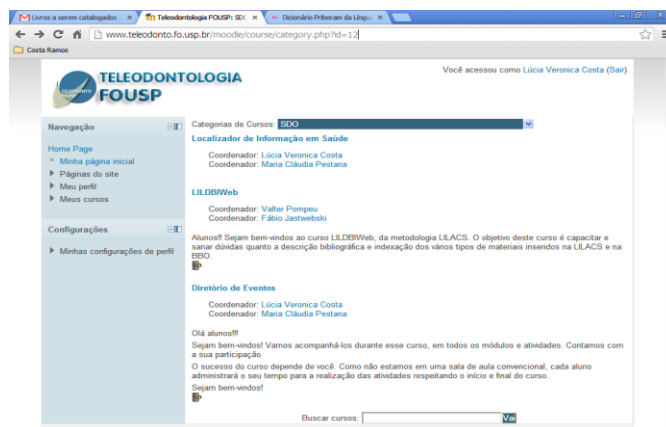 Livros a serem catalogados
Teleodontologia FOUSP: SDO
Dicionário Priberam da Língu
www.teleodonto.fo.usp.br/moodle/course/category.php?id=12
Costa Ramos
TELEODONTOLOGIA
FOUSP
Você acessou como Lúcia Veronica Costa (Sair)
Navegação
Home Page
Minha página inicial
Páginas do site
Meu perfil
Meus cursos
Configurações
Minhas configurações de perfil
Categorias de Cursos: SDO
Localizador de Informação em Saúde
Coordenador: Lúcia Veronica Costa
Coordenador: Maria Cláudia Pestana
LILDBIWeb
Coordenador: Valter Pompeu
Coordenador: Fábio Jastwebski
Alunos!! Sejam bem-vindos ao curso LILDBIWeb, da metodologia LILACS. O objetivo deste curso é capacitar e
sanar dúvidas quanto a descrição bibliográfica e indexação dos vários tipos de materiais inseridos na LILACS e na
BBO.
Diretório de Eventos
Coordenador: Lúcia Veronica Costa
Coordenador: Maria Cláudia Pestana
Olá alunos!!!
Sejam bem-vindos! Vamos acompanhá-los durante esse curso, em todos os módulos e atividades. Contamos com
a sua participação
O sucesso do curso depende de você. Como não estamos em uma sala de aula convencional, cada aluno
administrará o seu tempo para a realização das atividades respeitando o início e final do curso.
Sejam bem-vindos!
Buscar cursos: Vai